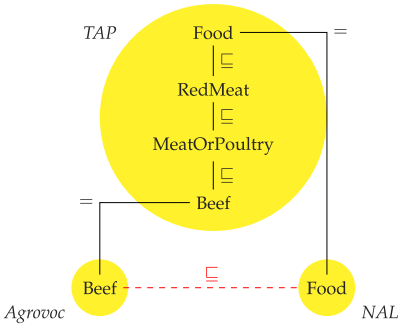 TAP
Food
=
⊑
RedMeat
⊑
MeatOrPoultry
⊑
=
Beef
⊑
Beef
Food
Agrovoc
NAL